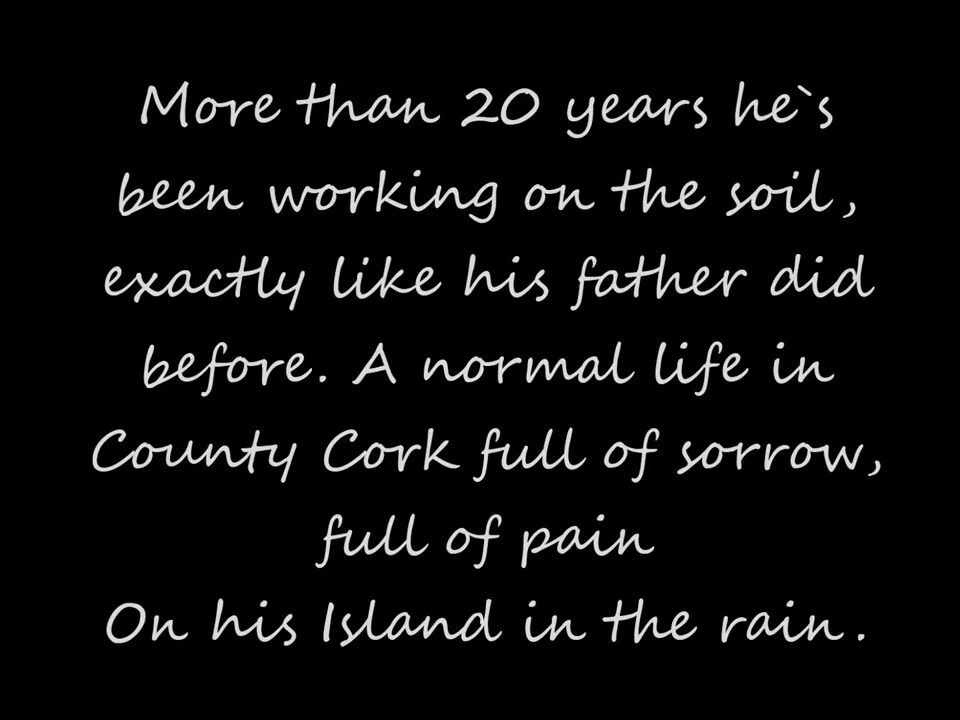 More than 20 years he`s
been working on the soil,
exactly like his father did
before. A normal life in
County Cork full of sorrow,
full of pain
On his Island in the rain.